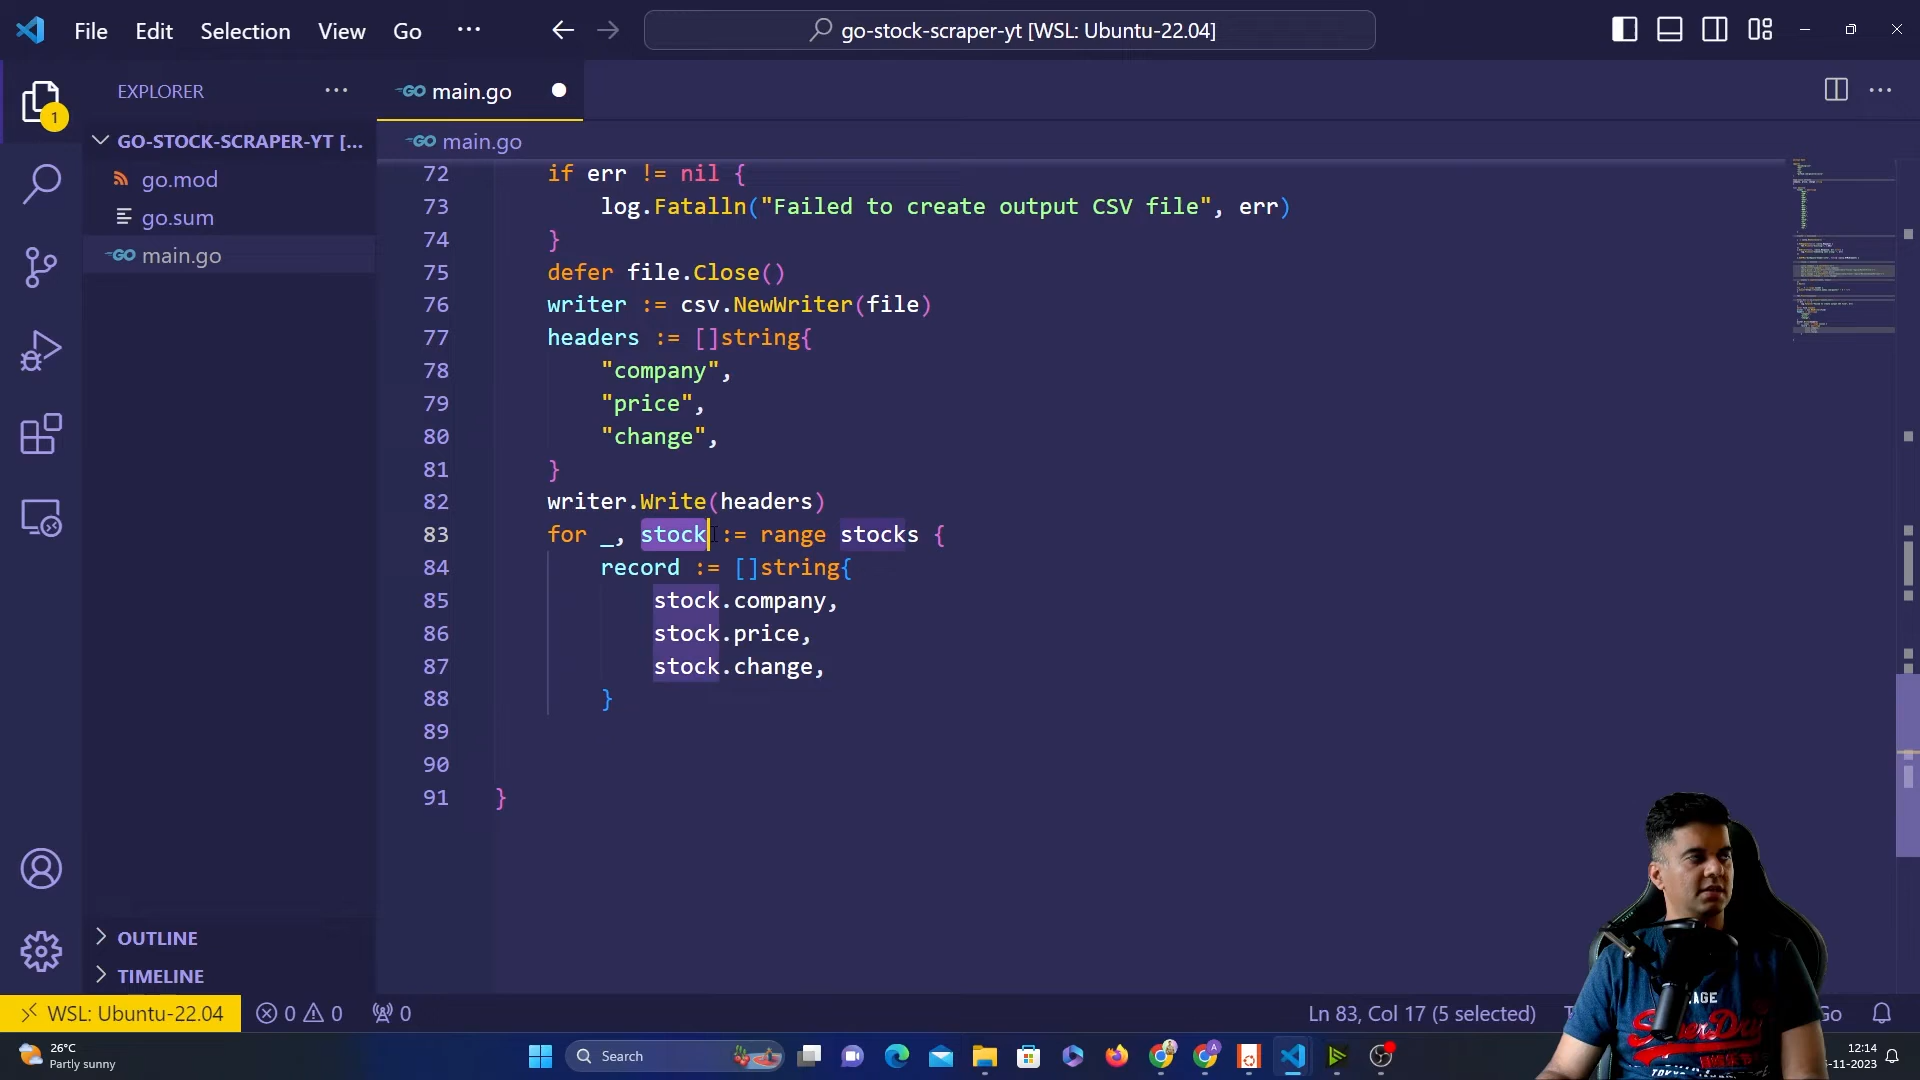 File Edit Selection View Go ···
go-stock-scraper-yt [WSL: Ubuntu-22.04]
EXPLORER
main.go
1
GO-STOCK-SCRAPER-YT [...
go.mod
go.sum
main.go
main.go
72 if err != nil {
73 log.Fatalln("Failed to create output CSV file", err)
74 }
75 defer file.Close()
76 writer := csv.NewWriter(file)
77 headers := []string{
78 "company",
79 "price",
80 "change",
81 }
82 writer.Write(headers)
83 for _, stock := range stocks {
84 record := []string{
85 stock.company,
86 stock.price,
87 stock.change,
88 }
89
90
91 }
OUTLINE
TIMELINE
WSL: Ubuntu-22.04 0 0 0
Ln 83, Col 17 (5 selected)
Go
26°C
Partly sunny
Search
12:14
-11-2023